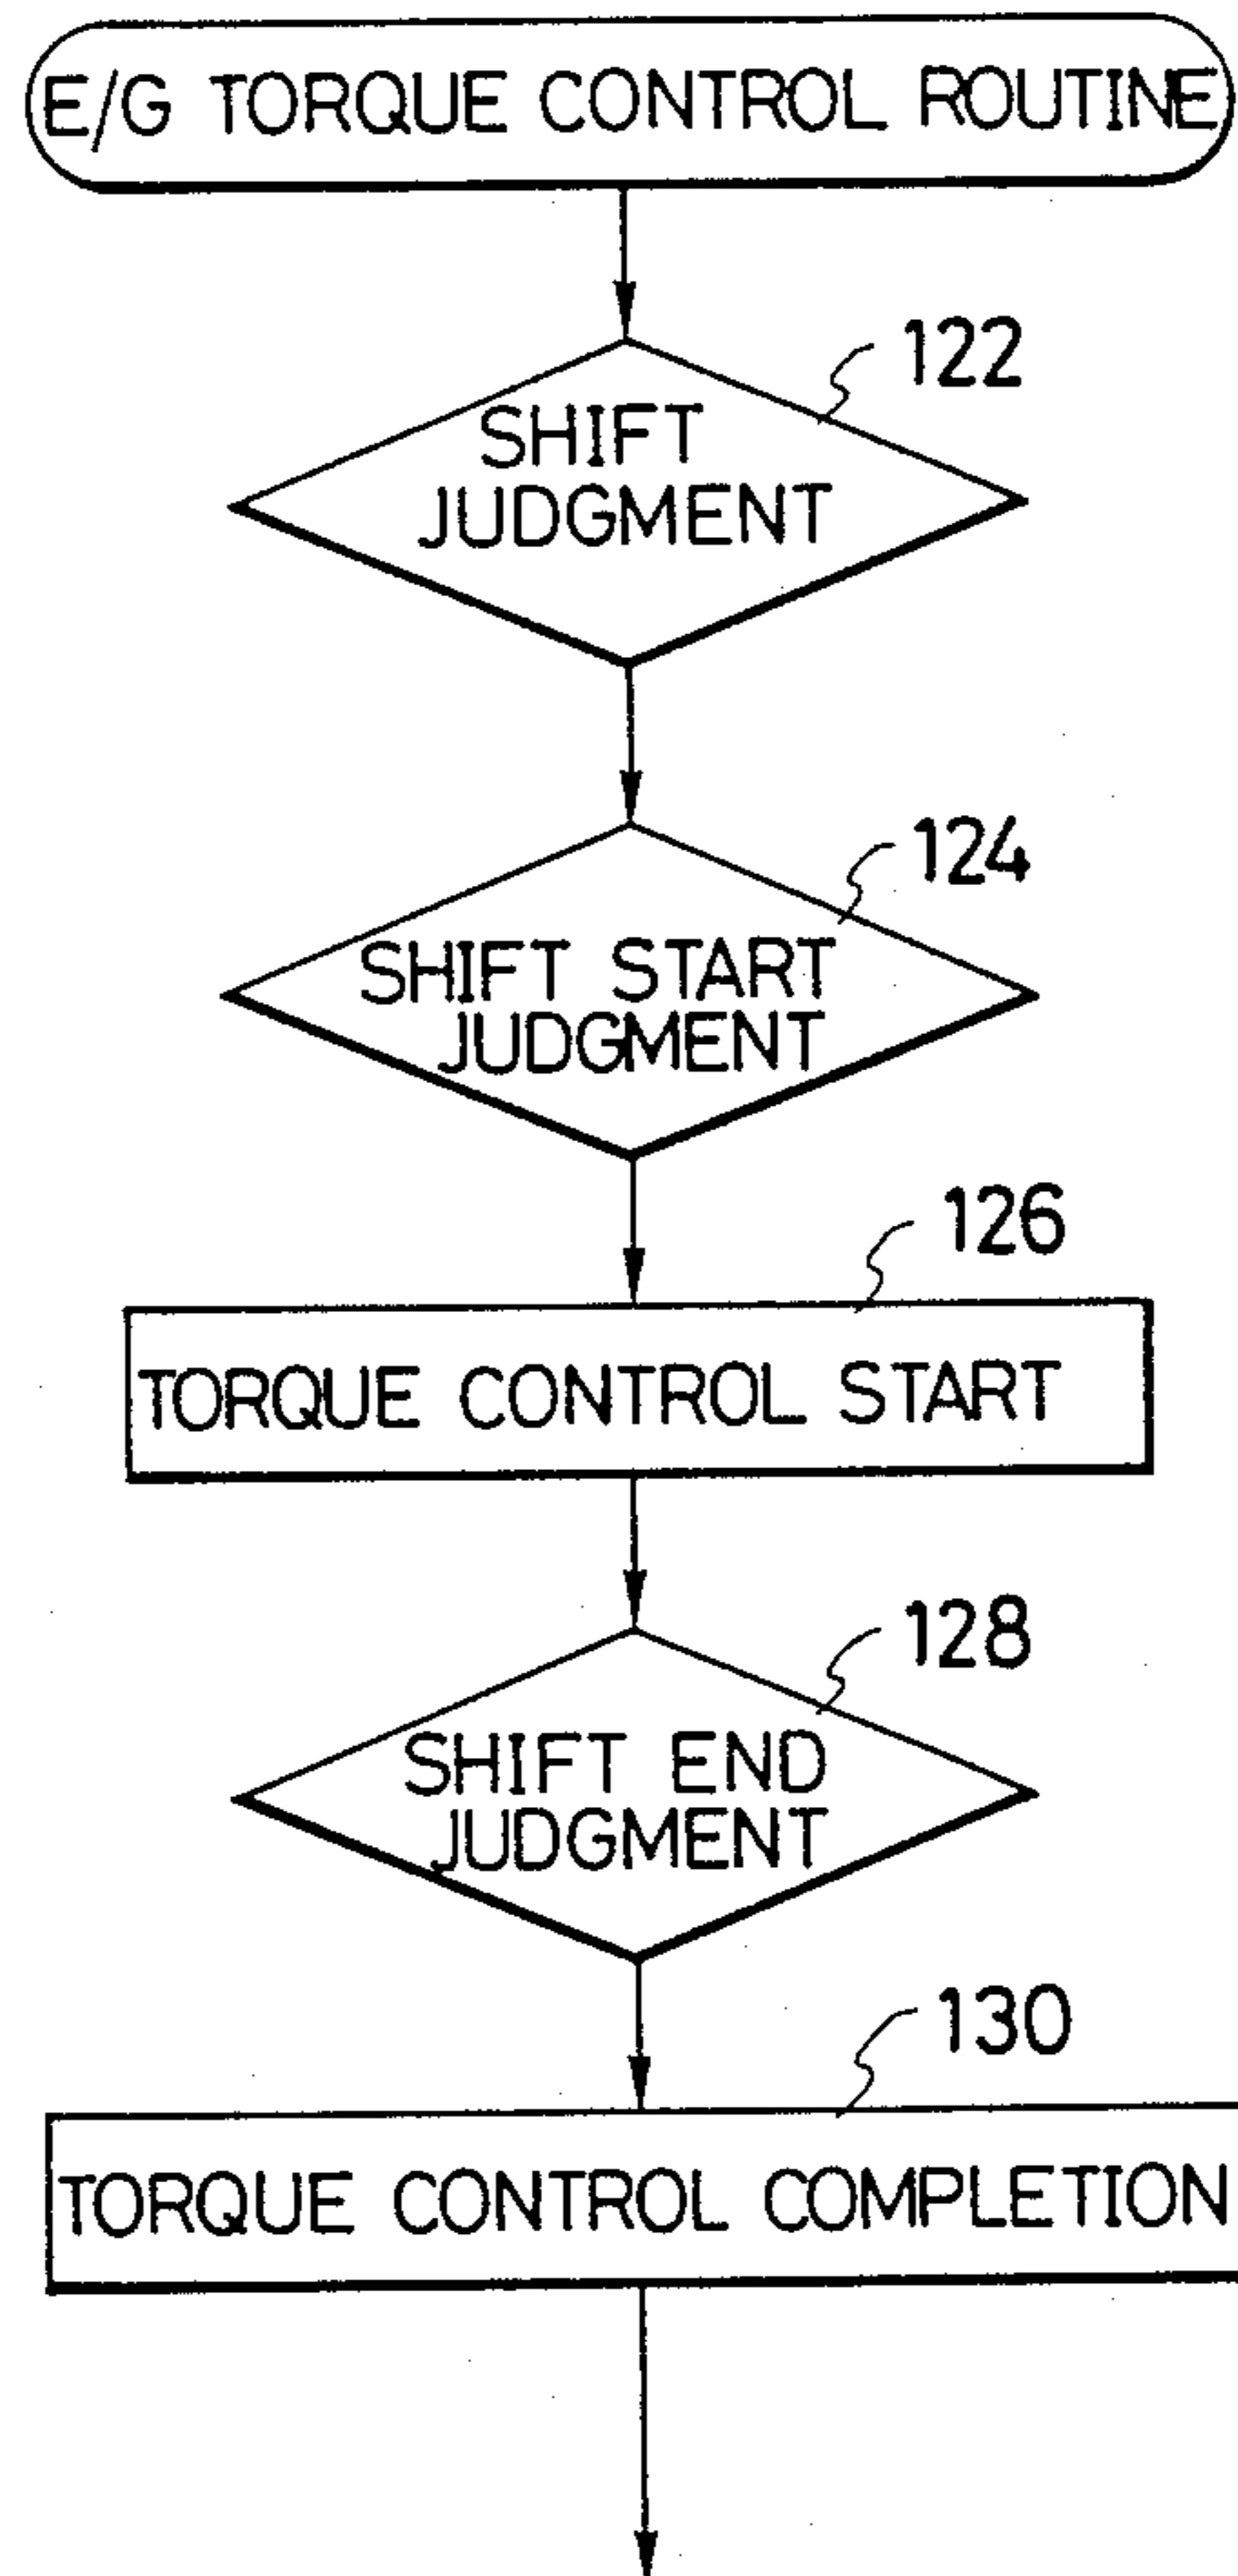 E/G TORQUE CONTROL ROUTINE
122
SHIFT
JUDGMENT
124
SHIFT START
JUDGMENT
126
TORQUE CONTROL START
128
SHIFT END
JUDGMENT
130
TORQUE CONTROL COMPLETION